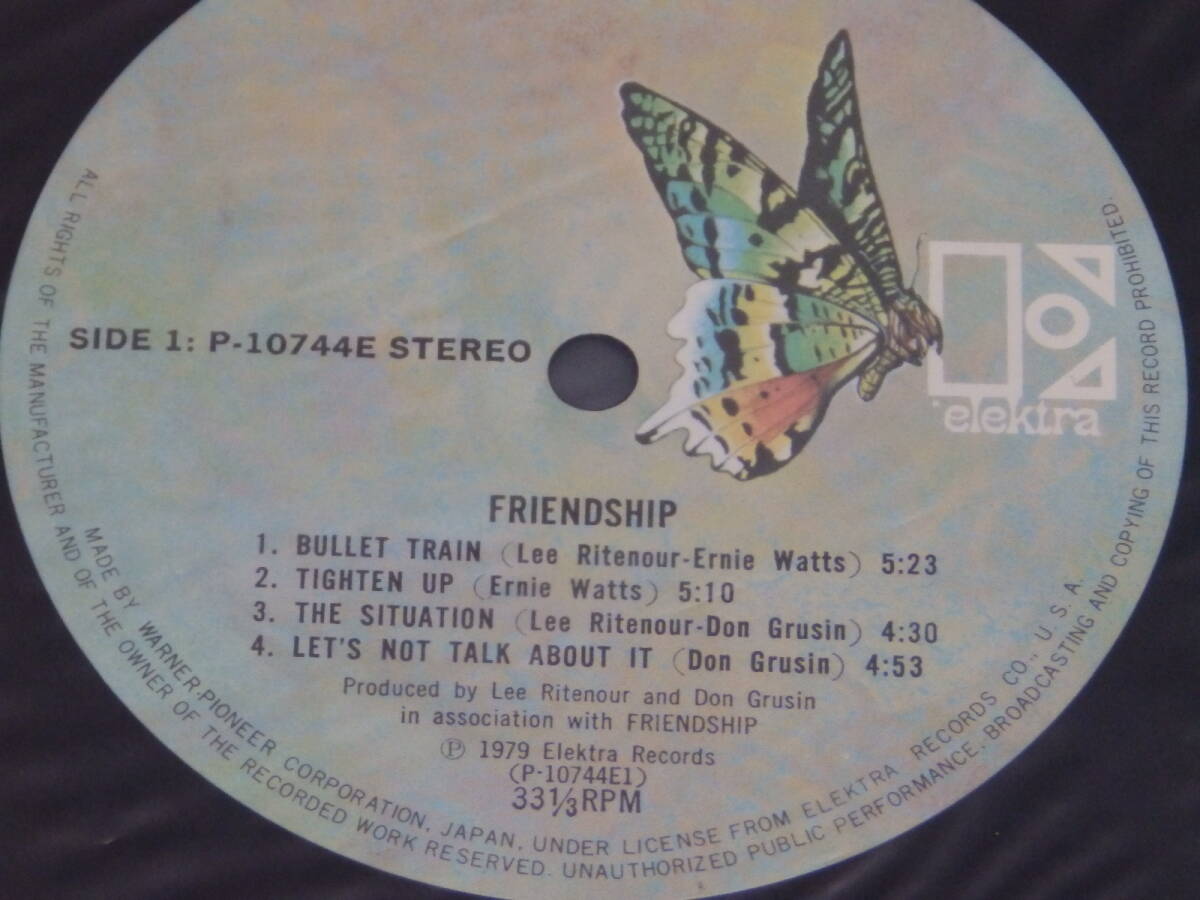 SIDE 1: P-10744E STEREO
elektra
FRIENDSHIP
1. BULLET TRAIN (Lee Ritenour-Ernie Watts) 5:23
2. TIGHTEN UP (Ernie Watts) 5:10
3. THE SITUATION (Lee Ritenour-Don Grusin) 4:30
4. LET'S NOT TALK ABOUT IT (Don Grusin) 4:53
Produced by Lee Ritenour and Don Grusin
in association with FRIENDSHIP
℗ 1979 Elektra Records
(P-10744E1)
33⅓RPM
MADE BY WARNER-PIONEER CORPORATION, JAPAN, UNDER LICENSE FROM ELEKTRA RECORDS CO., U. S. A.
ALL RIGHTS OF THE MANUFACTURER AND OF THE OWNER OF THE RECORDED WORK RESERVED. UNAUTHORIZED PUBLIC PERFORMANCE, BROADCASTING AND COPYING OF THIS RECORD PROHIBITED.